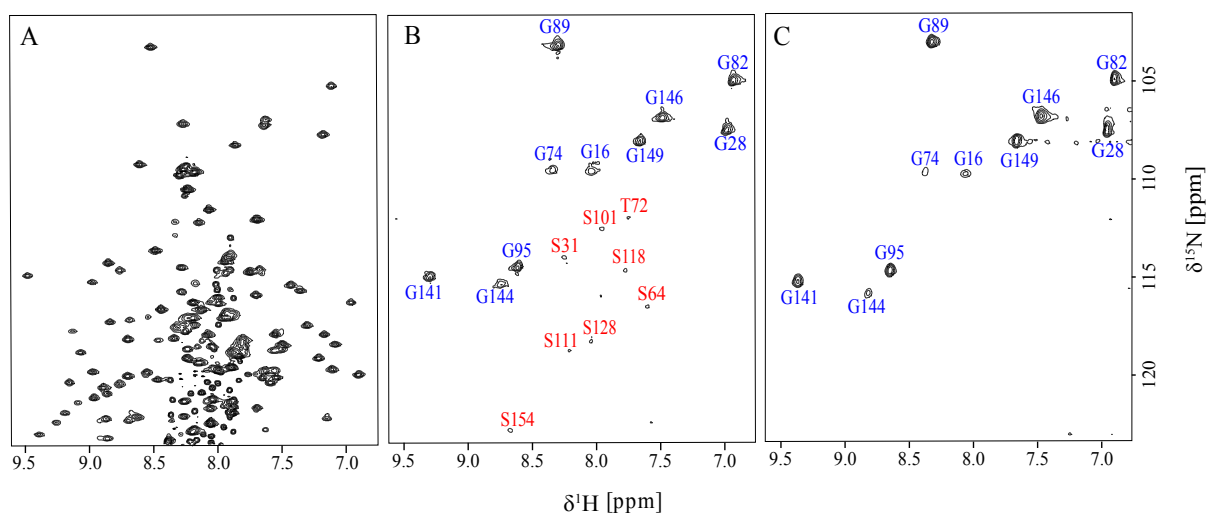 A
B
C
G89
G89
G82
G82
G146
G146
G74
G16
G149
G28
G74
G16
G149
G28
T72
S101
S31
G95
S118
G95
G141
G144
S64
G141
G144
S111
S128
S154
105
110
115
120
δ¹⁵N [ppm]
9.5 9.0 8.5 8.0 7.5 7.0
9.5 9.0 8.5 8.0 7.5 7.0
9.5 9.0 8.5 8.0 7.5 7.0
δ¹H [ppm]